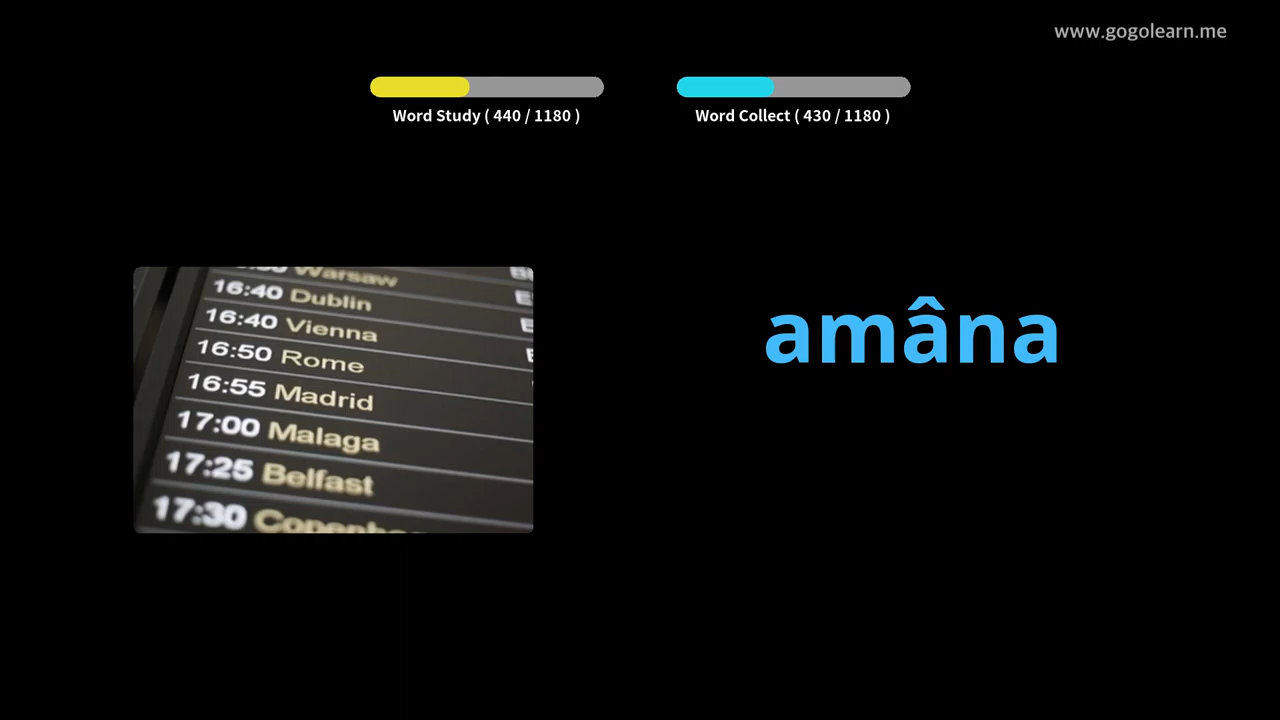 www.gogolearn.me
Word Study ( 440 / 1180 )
Word Collect ( 430 / 1180 )
amâna
Warsaw
16:40 Dublin
16:40 Vienna
16:50 Rome
16:55 Madrid
17:00 Malaga
17:25 Belfast
17:30